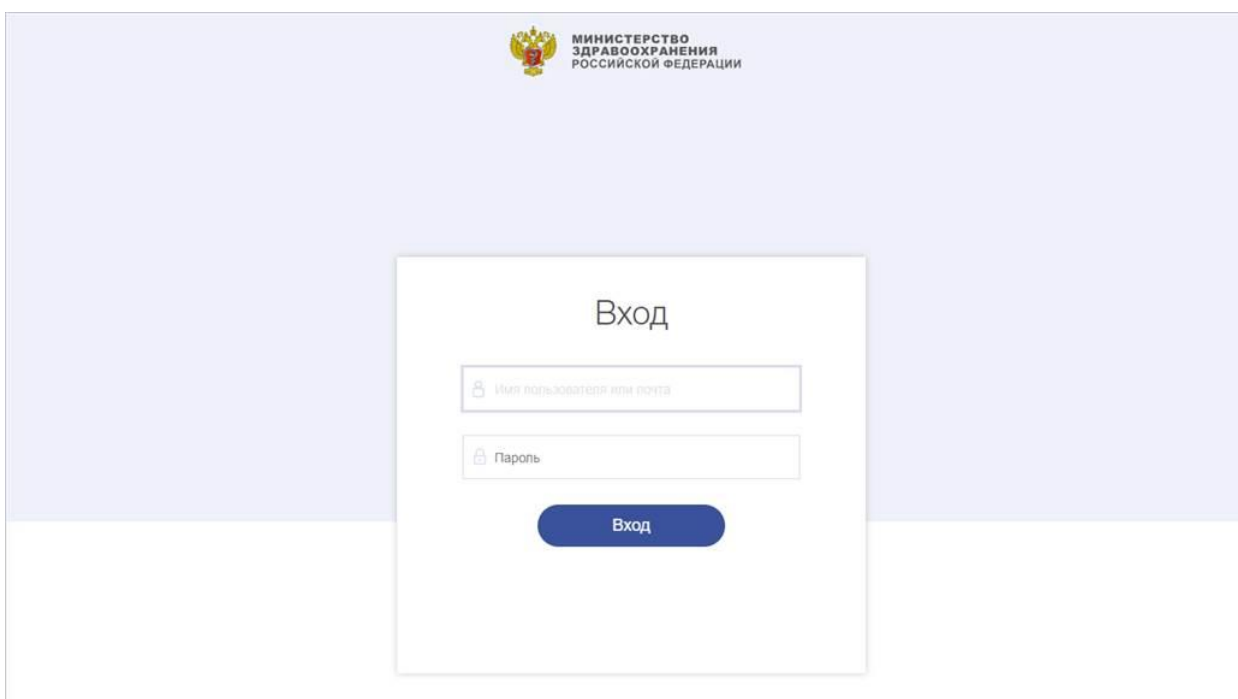 МИНИСТЕРСТВО
ЗДРАВООХРАНЕНИЯ
РОССИЙСКОЙ ФЕДЕРАЦИИ
Вход
Имя пользователя или почта
Пароль
Вход